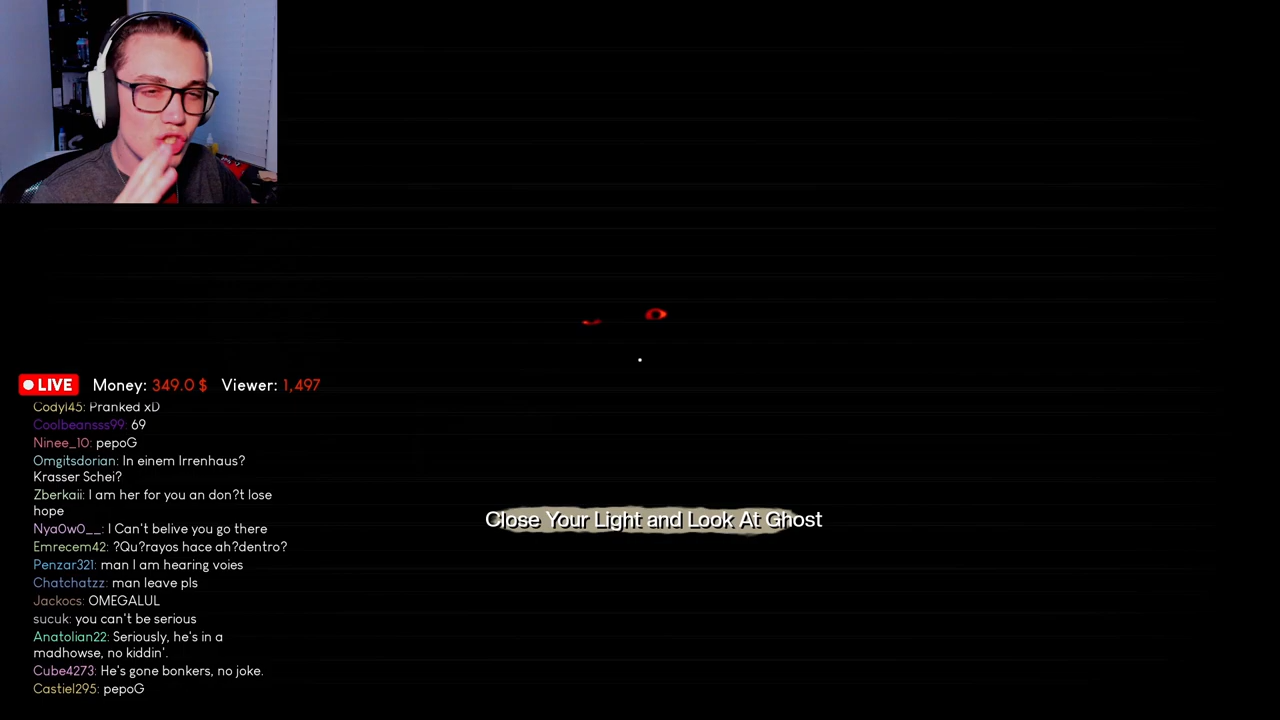 LIVE Money: 349.0 $ Viewer: 1,497
Codyl45: Pranked xD
Coolbeansss99: 69
Ninee_10: pepoG
Omgitsdorian: In einem Irrenhaus?
Krasser Schei?
Zberkaii: I am her for you an don?t lose
hope
Nya0w0__: I Can't belive you go there
Emrecem42: ?Qu?rayos hace ah?dentro?
Penzar321: man I am hearing voies
Chatchatzz: man leave pls
Jackocs: OMEGALUL
sucuk: you can't be serious
Anatolian22: Seriously, he's in a
madhowse, no kiddin'.
Cube4273: He's gone bonkers, no joke.
Castiel295: pepoG
Close Your Light and Look At Ghost